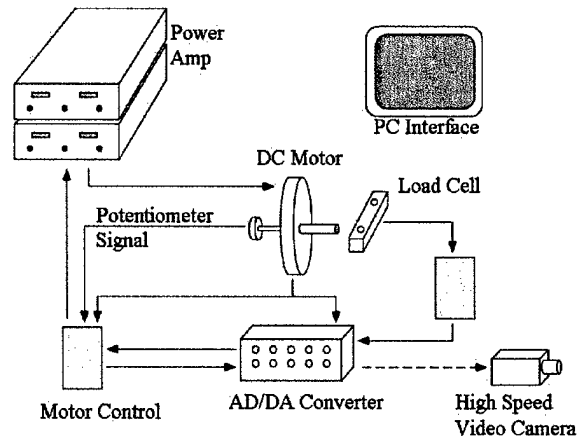 Power
Amp
PC Interface
DC Motor
Load Cell
Potentiometer
Signal
Motor Control
AD/DA Converter
High Speed
Video Camera